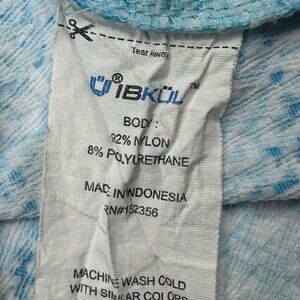 Tear Away
IBKÜL®™
BODY:
92% NYLON
8% POLYURETHANE
MADE IN INDONESIA
RN#152356
MACHINE WASH COLD
WITH SIMILAR COLORS